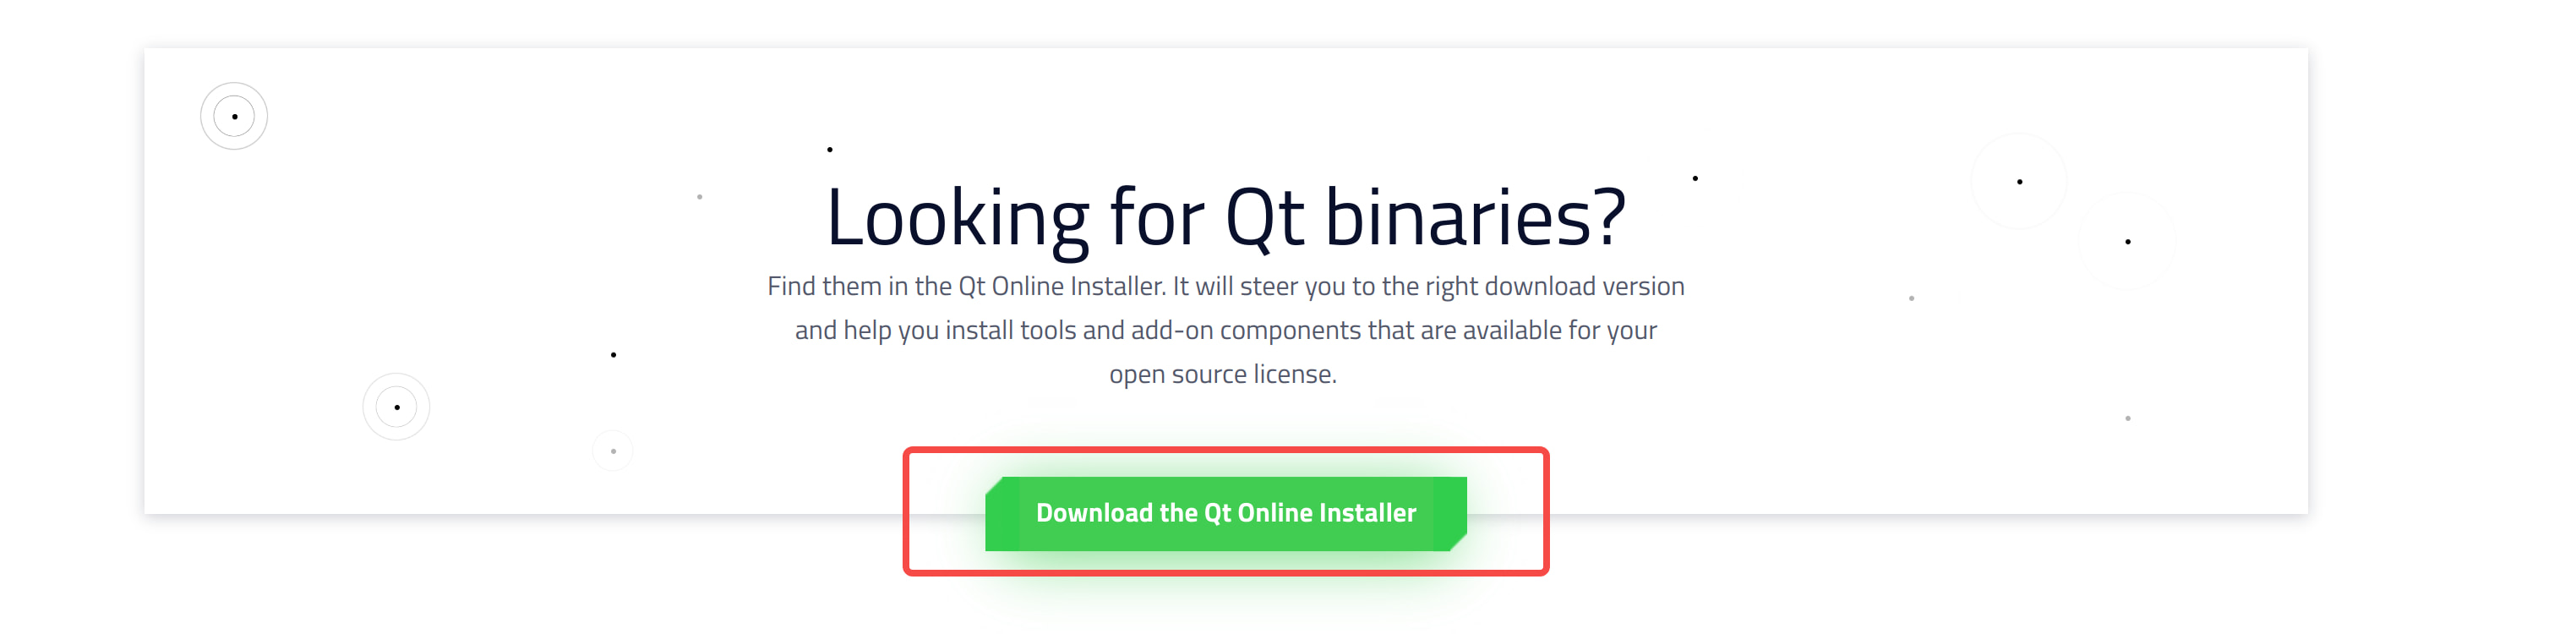 Looking for Qt binaries?
Find them in the Qt Online Installer. It will steer you to the right download version
and help you install tools and add-on components that are available for your
open source license.
Download the Qt Online Installer